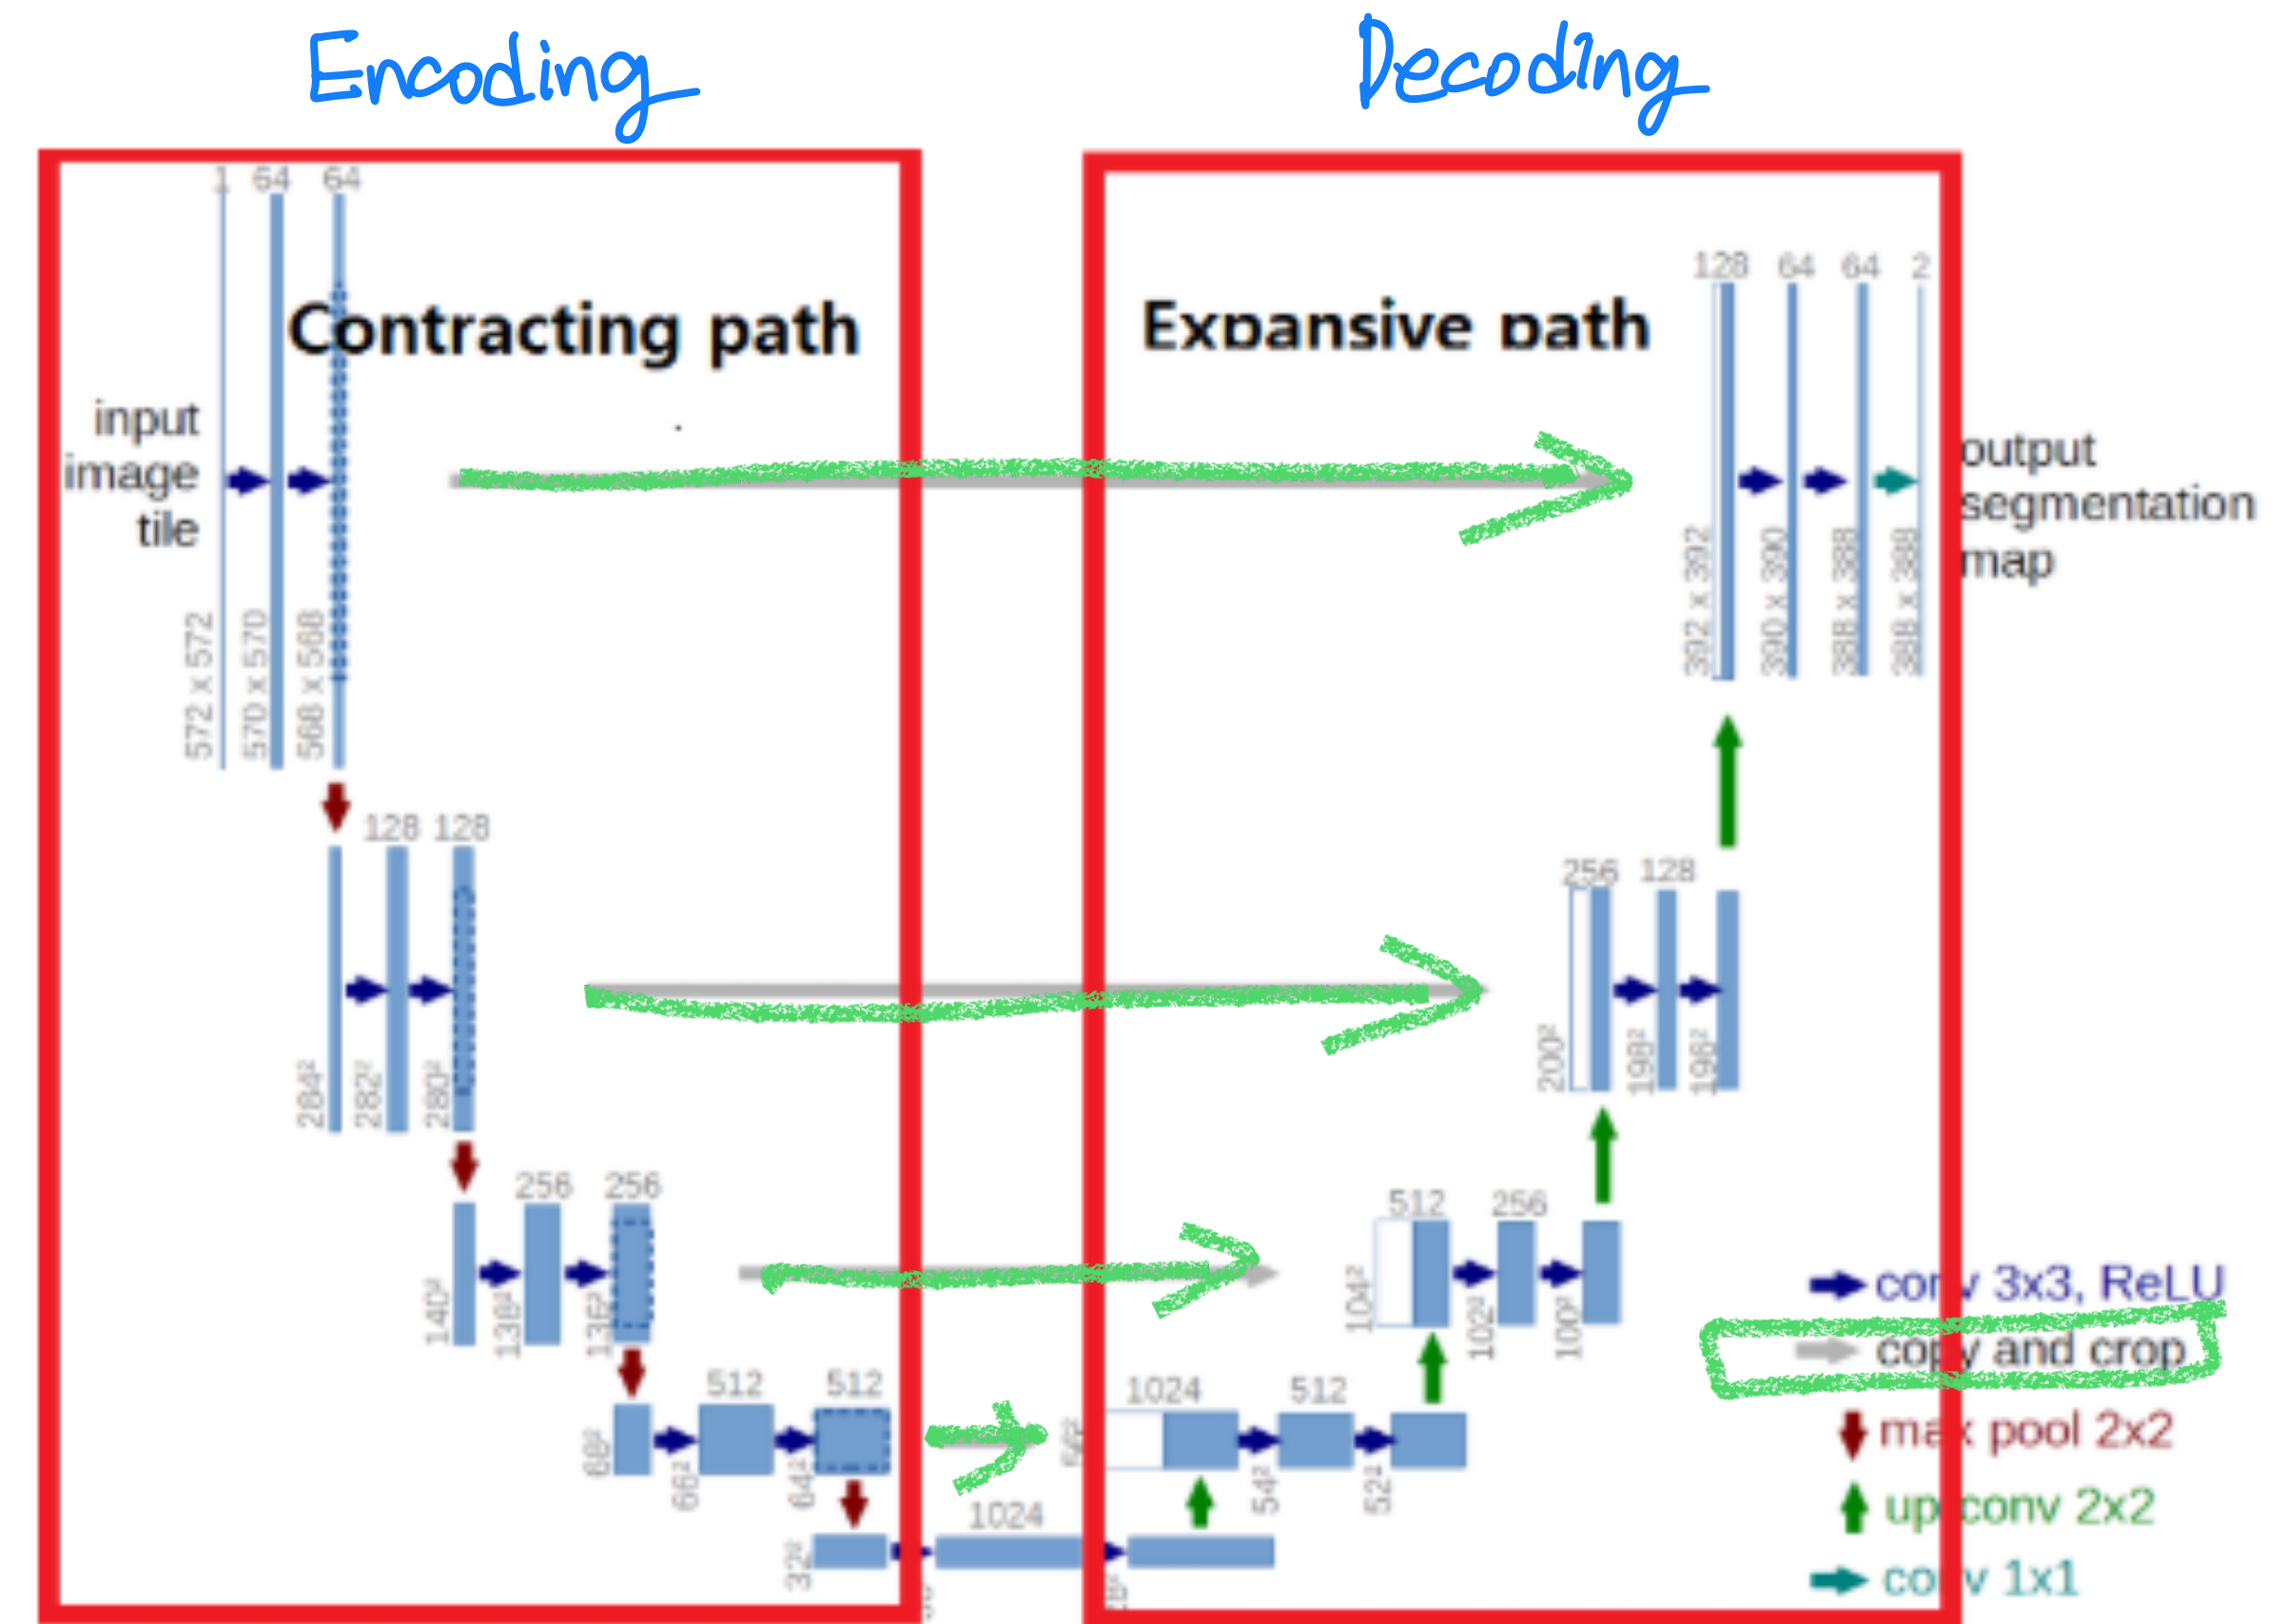 Encoding
Decoding
1 64 64
128 64 64 2
Contracting path
Expansive path
input
image
tile
output
segmentation
map
572 x 572
570 x 570
568 x 568
392 x 392
390 x 390
388 x 388
388 x 388
128 128
256 128
284²
282²
280²
200²
198²
196²
256 256
512 256
140²
138²
136²
104²
102²
100²
conv 3x3, ReLU
copy and crop
512 512
1024 512
max pool 2x2
68²
66²
64²
56²
54²
52²
up conv 2x2
1024
32²
conv 1x1